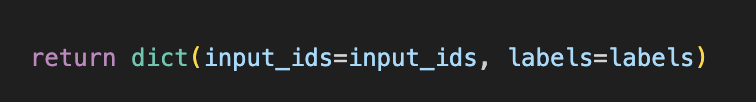 return dict(input_ids=input_ids, labels=labels)